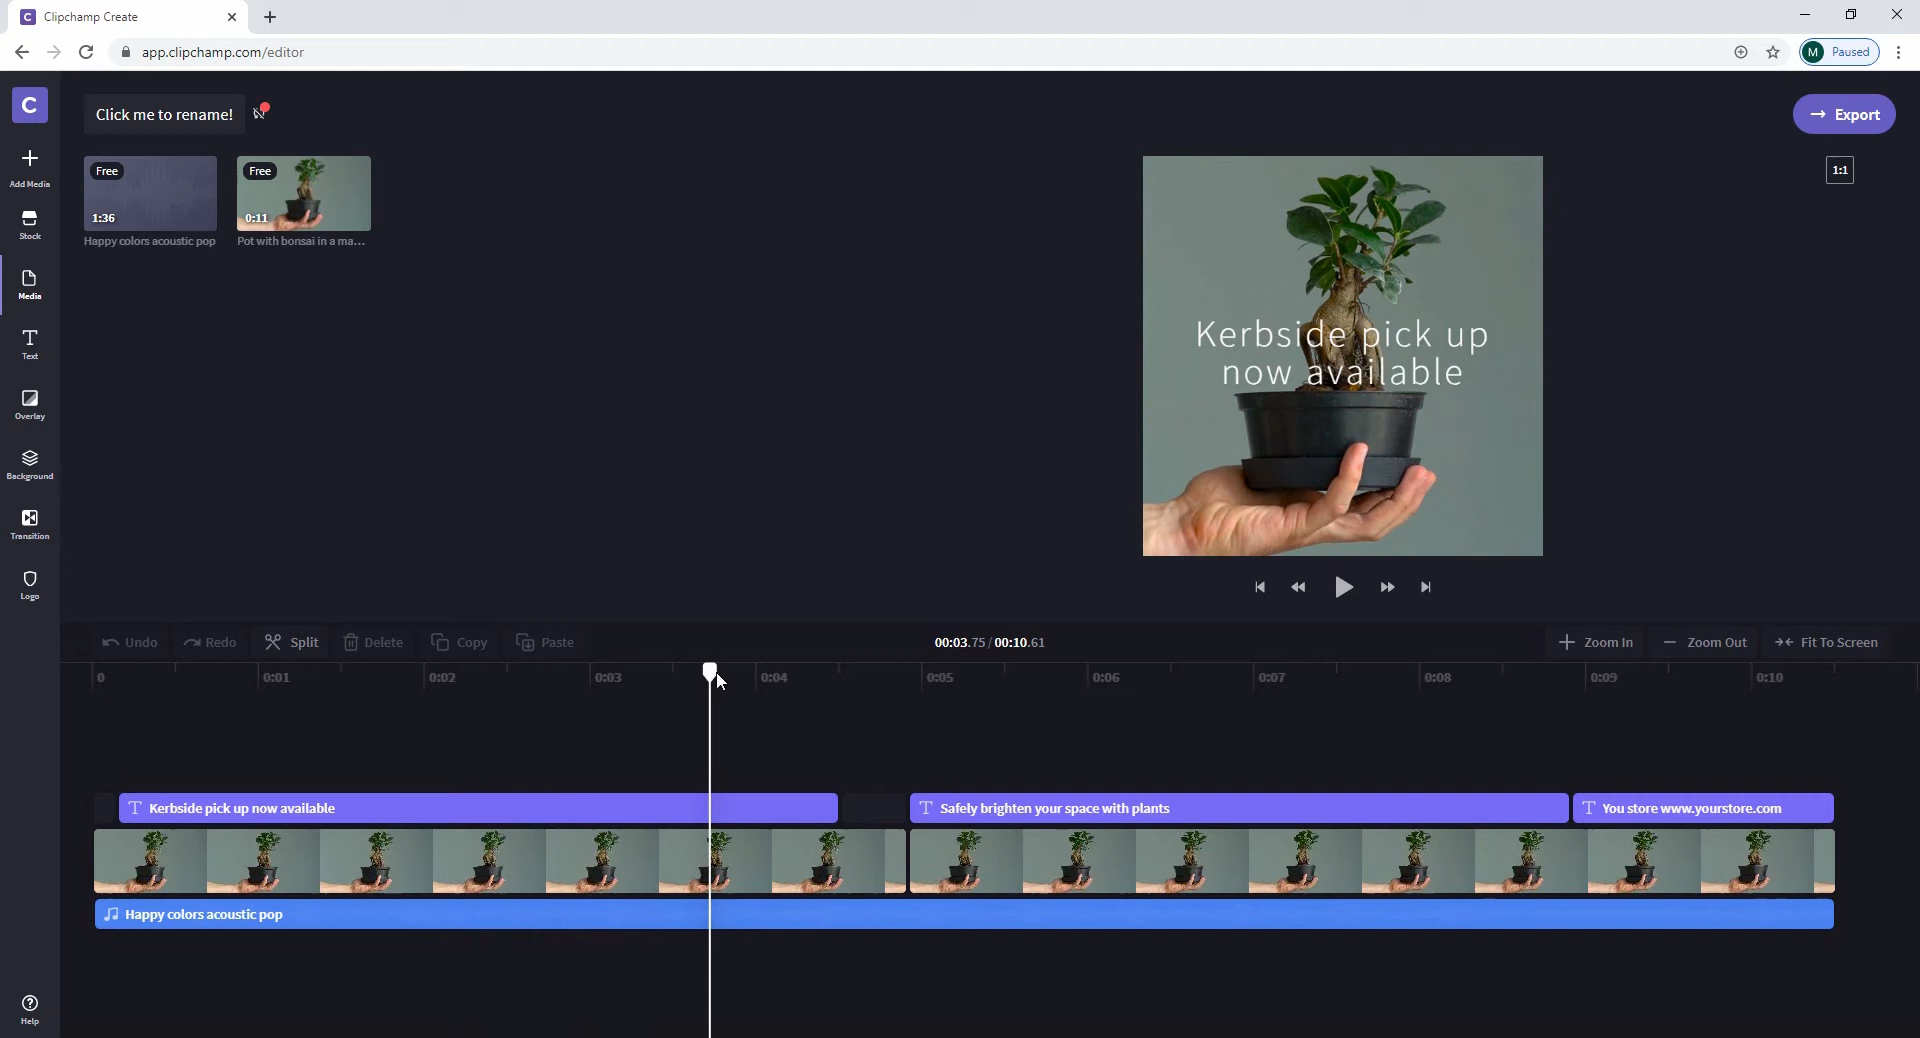 Clipchamp Create
app.clipchamp.com/editor
M Paused
C
Click me to rename!
Export
Add Media
Stock
Media
Text
Overlay
Background
Transition
Logo
Help
Free
1:36
Happy colors acoustic pop
Free
0:11
Pot with bonsai in a ma...
1:1
Kerbside pick up
now available
Undo
Redo
Split
Delete
Copy
Paste
00:03.75 / 00:10.61
Zoom In
Zoom Out
Fit To Screen
0 0:01 0:02 0:03 0:04 0:05 0:06 0:07 0:08 0:09 0:10
Kerbside pick up now available
Safely brighten your space with plants
You store www.yourstore.com
Happy colors acoustic pop